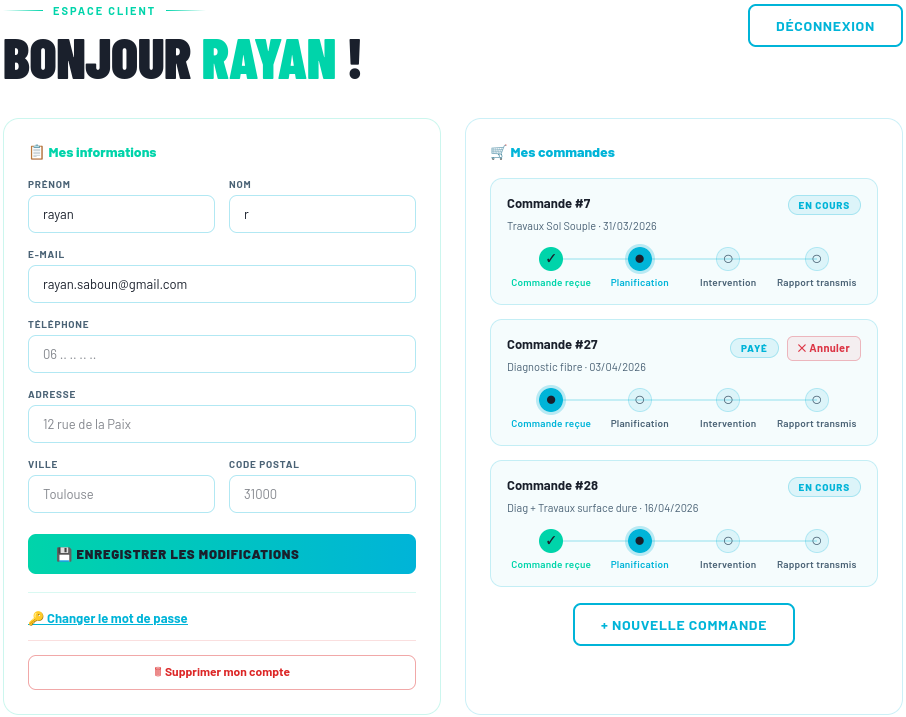 ESPACE CLIENT
DÉCONNEXION
BONJOUR RAYAN !
📋 Mes informations
PRÉNOM NOM
rayan r
E-MAIL
rayan.saboun@gmail.com
TÉLÉPHONE
06 .. .. .. ..
ADRESSE
12 rue de la Paix
VILLE CODE POSTAL
Toulouse 31000
💾 ENREGISTRER LES MODIFICATIONS
🔑 Changer le mot de passe
🗑 Supprimer mon compte
🛒 Mes commandes
Commande #7 EN COURS
Travaux Sol Souple · 31/03/2026
✓ ● ○ ○
Commande reçue Planification Intervention Rapport transmis
Commande #27 PAYÉ ✕ Annuler
Diagnostic fibre · 03/04/2026
● ○ ○ ○
Commande reçue Planification Intervention Rapport transmis
Commande #28 EN COURS
Diag + Travaux surface dure · 16/04/2026
✓ ● ○ ○
Commande reçue Planification Intervention Rapport transmis
+ NOUVELLE COMMANDE